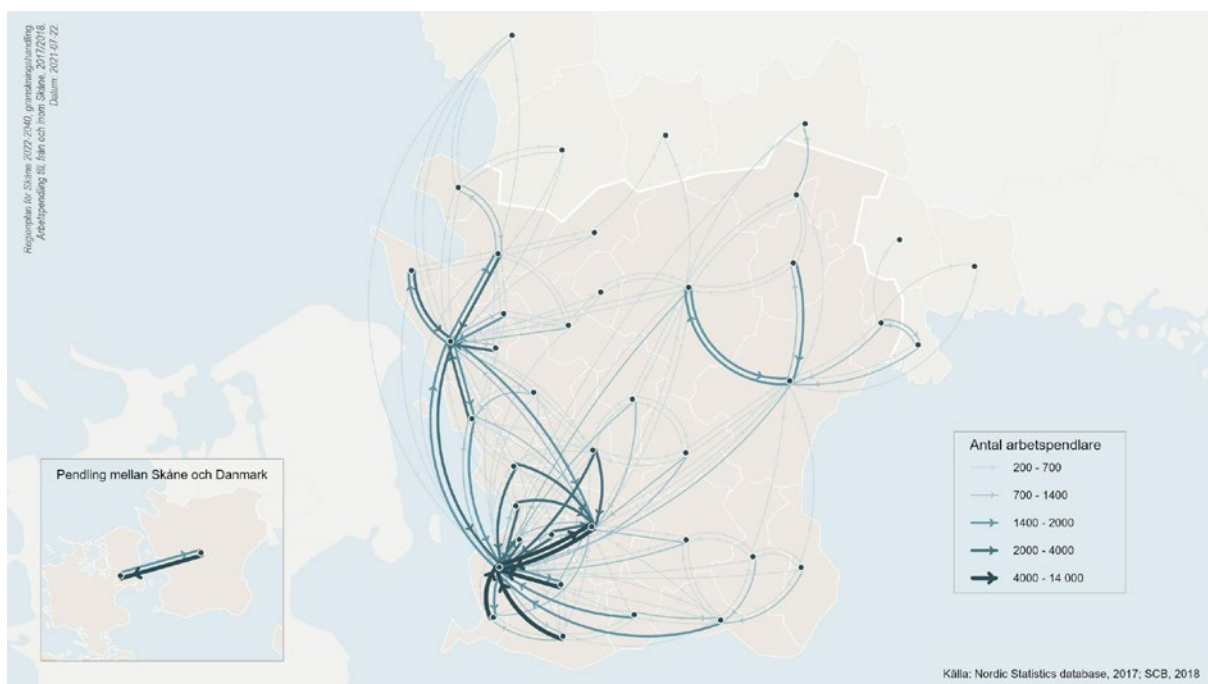 Regionplan för Skåne 2022-2040, granskningshandling.
Arbetspendling till, från och inom Skåne, 2017/2018.
Datum: 2021-07-22.
Pendling mellan Skåne och Danmark
Antal arbetspendlare
200 - 700
700 - 1400
1400 - 2000
2000 - 4000
4000 - 14 000
Källa: Nordic Statistics database, 2017; SCB, 2018